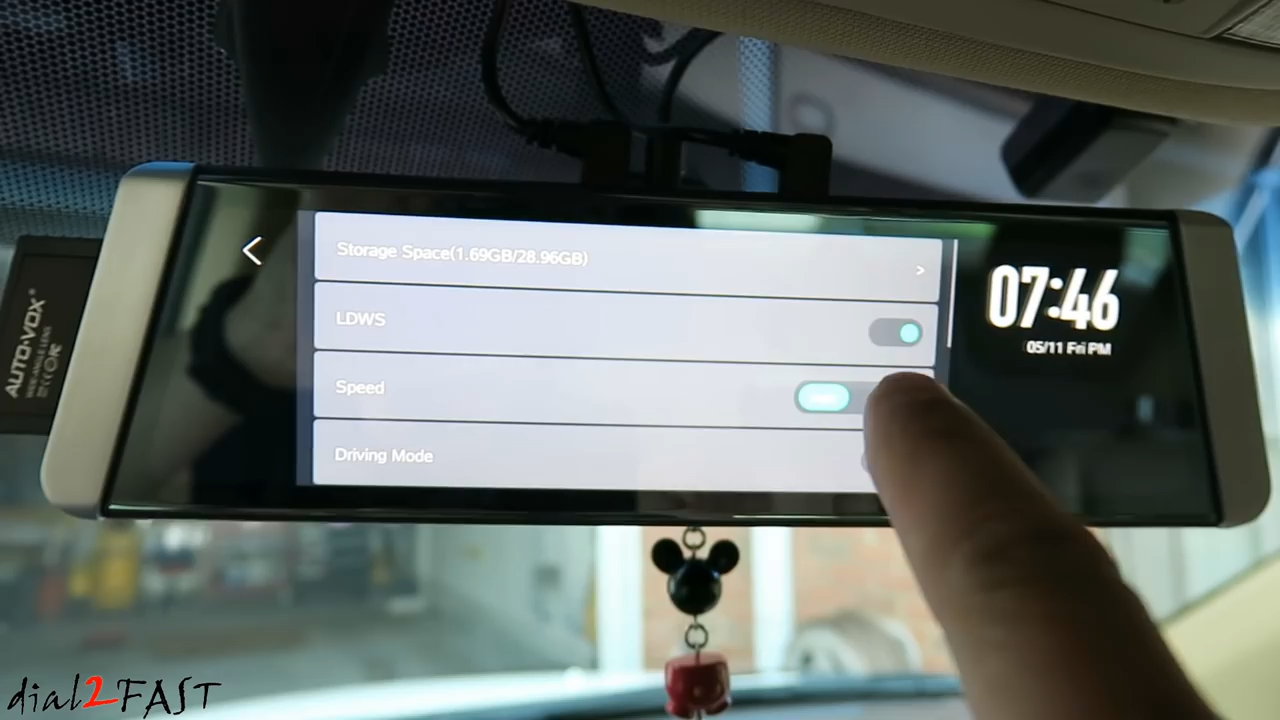 Storage Space(1.69GB/28.96GB)
>
LDWS
Speed
Driving Mode
07:46
05/11 Fri PM
AUTO-VOX®
dial2FAST